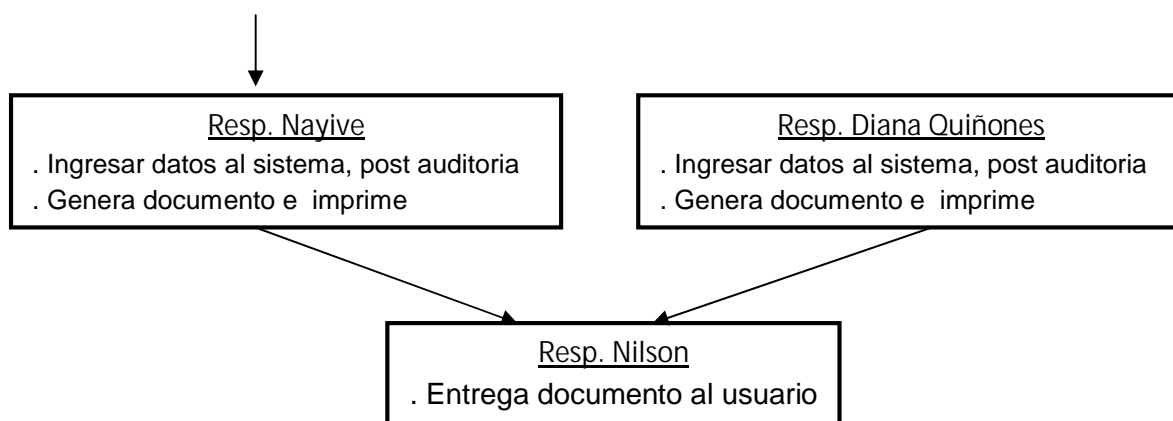 Resp. Nayive
. Ingresar datos al sistema, post auditoria
. Genera documento e imprime
Resp. Diana Quiñones
. Ingresar datos al sistema, post auditoria
. Genera documento e imprime
Resp. Nilson
. Entrega documento al usuario